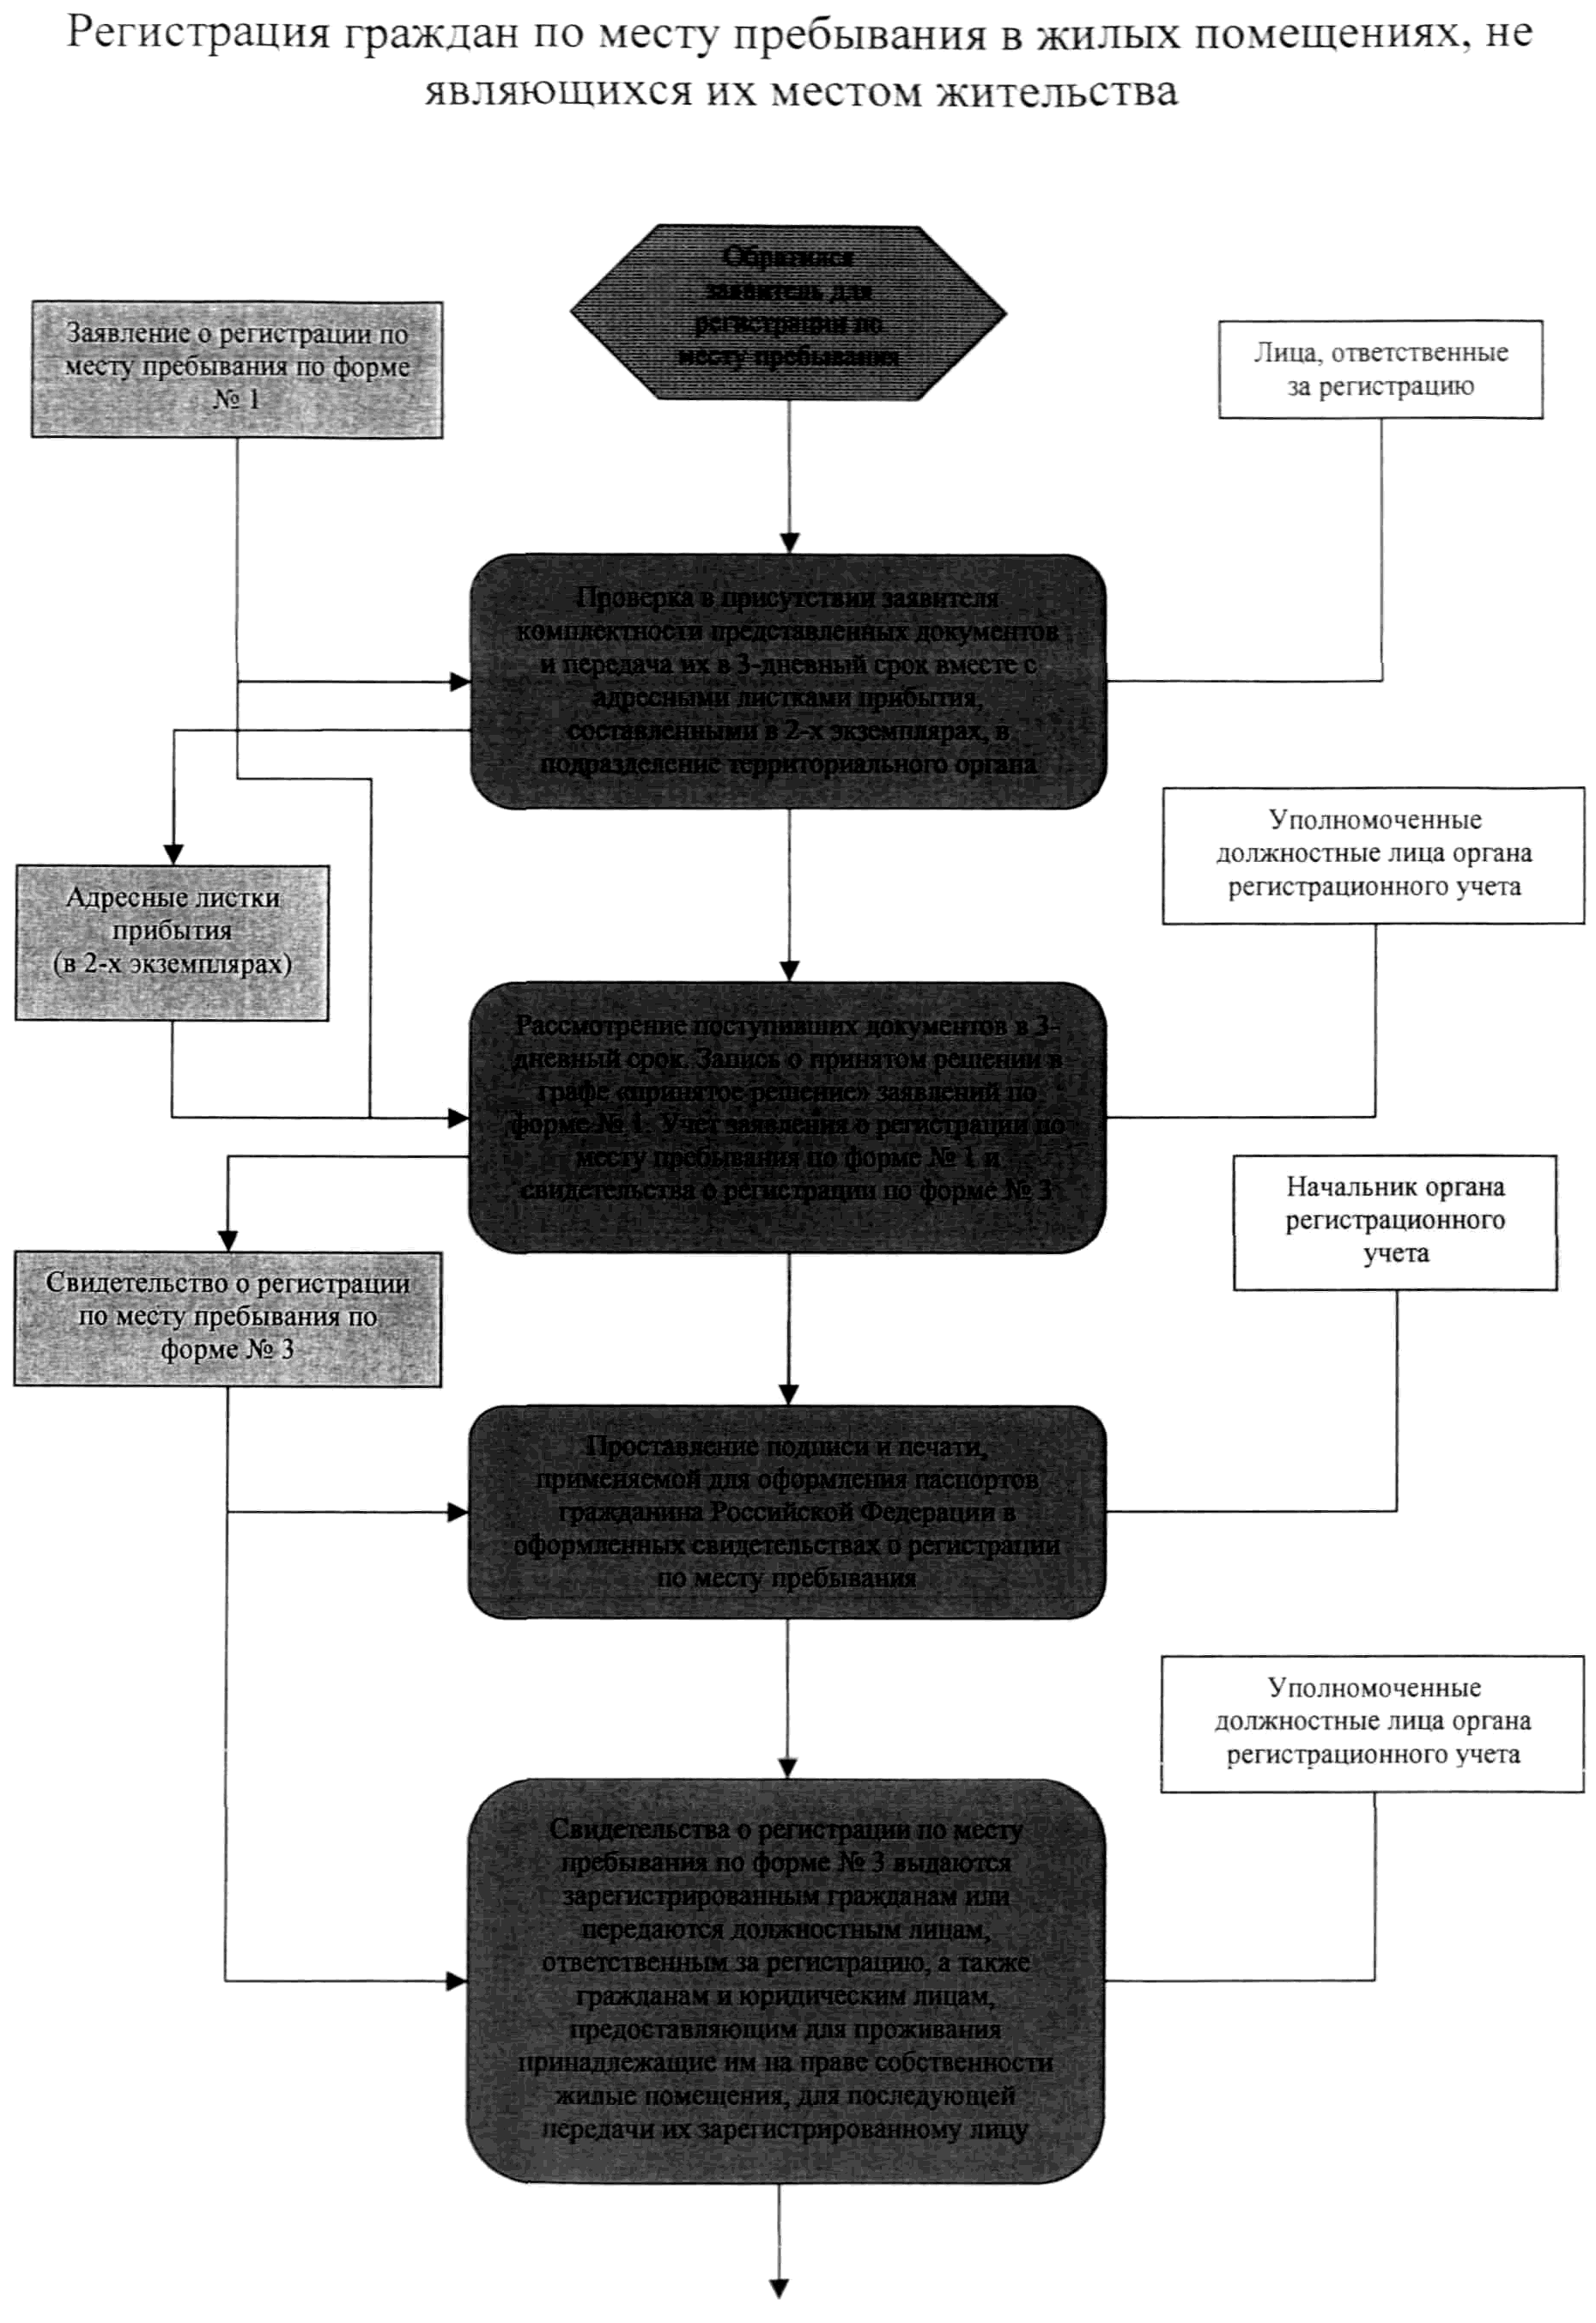 Регистрация граждан по месту пребывания в жилых помещениях, не
являющихся их местом жительства
Обратился
заявитель для
регистрации по
месту пребывания
Заявление о регистрации по
месту пребывания по форме
№ 1
Лица, ответственные
за регистрацию
Проверка в присутствии заявителя
комплектности представленных документов
и передача их в 3-дневный срок вместе с
адресными листками прибытия,
составленными в 2-х экземплярах, в
подразделение территориального органа
Уполномоченные
должностные лица органа
регистрационного учета
Адресные листки
прибытия
(в 2-х экземплярах)
Рассмотрение поступивших документов в 3-
дневный срок. Запись о принятом решении в
графе «принятое решение» заявлений по
форме № 1. Учет заявления о регистрации по
месту пребывания по форме № 1 и
свидетельства о регистрации по форме № 3
Начальник органа
регистрационного
учета
Свидетельство о регистрации
по месту пребывания по
форме № 3
Проставление подписи и печати,
применяемой для оформления паспортов
гражданина Российской Федерации в
оформленных свидетельствах о регистрации
по месту пребывания
Уполномоченные
должностные лица органа
регистрационного учета
Свидетельства о регистрации по месту
пребывания по форме № 3 выдаются
зарегистрированным гражданам или
передаются должностным лицам,
ответственным за регистрацию, а также
гражданам и юридическим лицам,
предоставляющим для проживания
принадлежащие им на праве собственности
жилые помещения, для последующей
передачи их зарегистрированному лицу